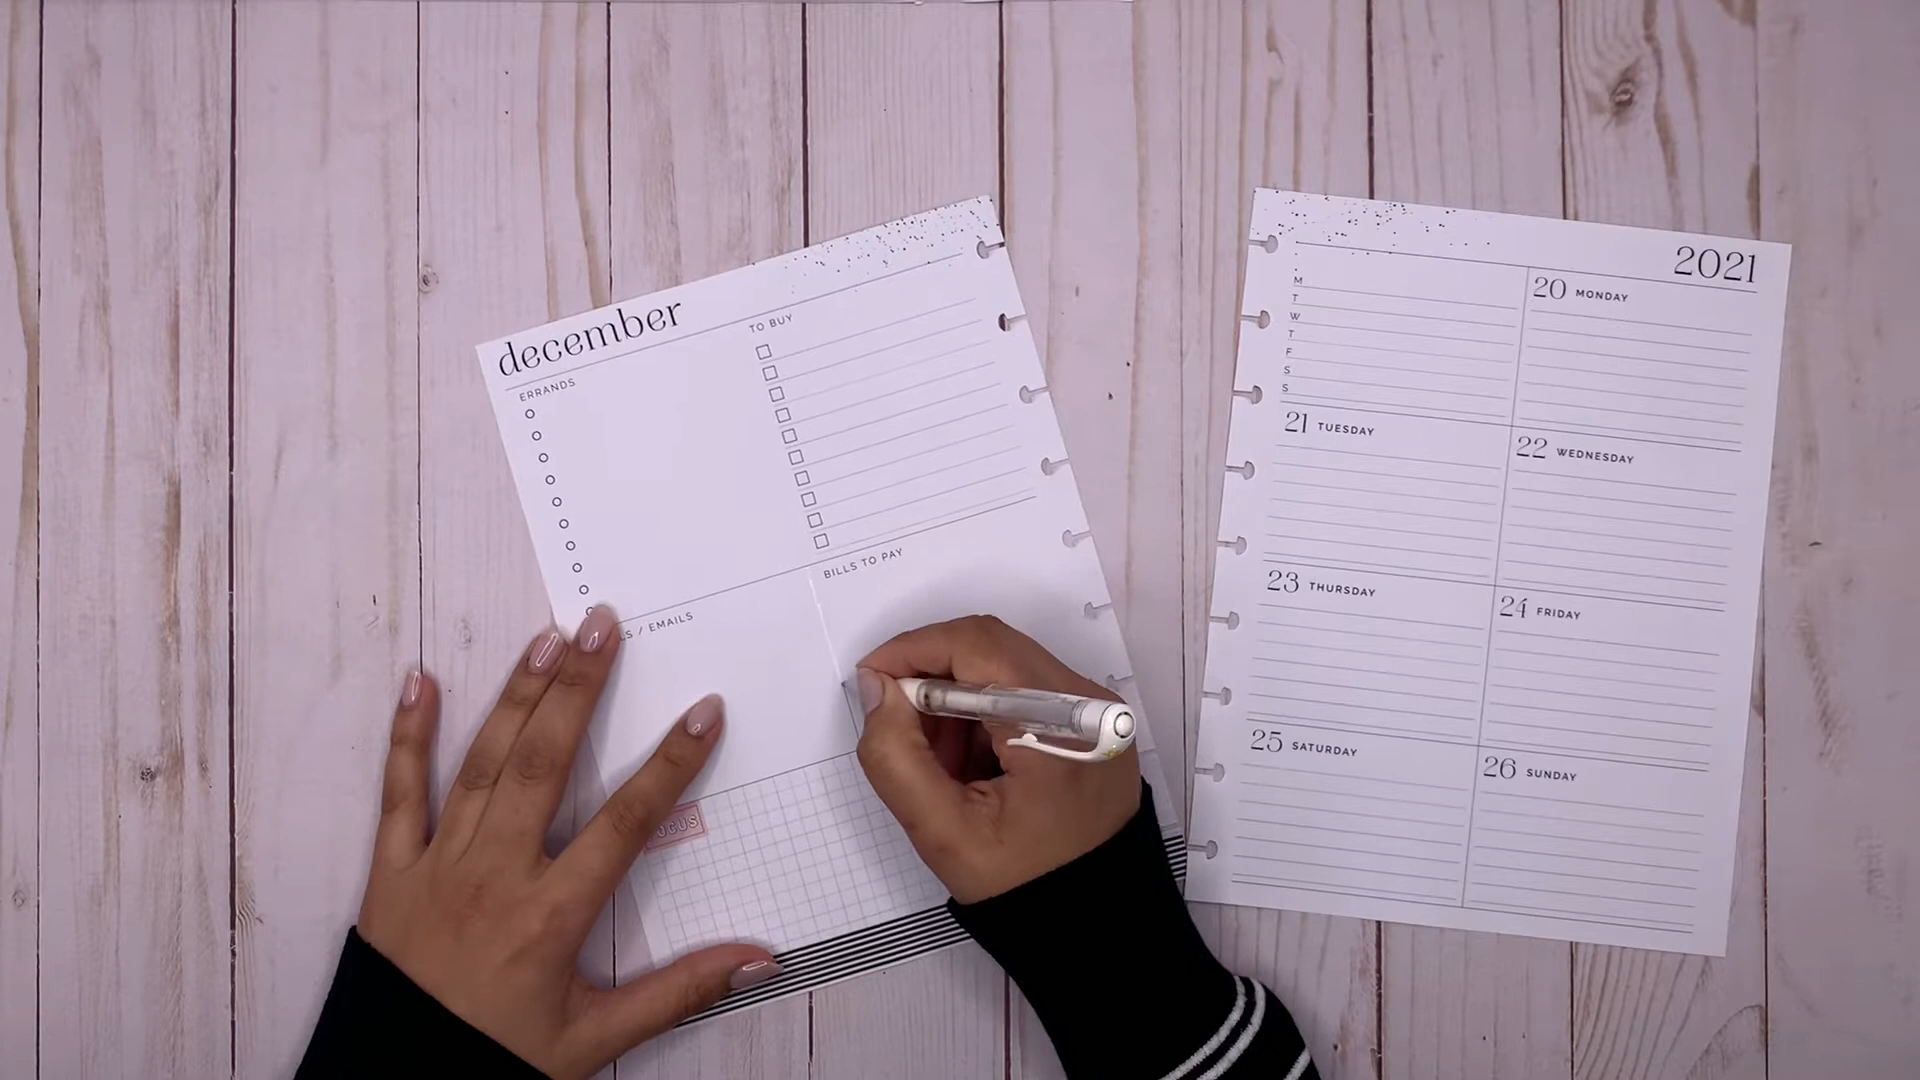 december
ERRANDS
TO BUY
BILLS TO PAY
/ EMAILS
2021
M
T
W
T
F
S
S
20 MONDAY
21 TUESDAY
22 WEDNESDAY
23 THURSDAY
24 FRIDAY
25 SATURDAY
26 SUNDAY